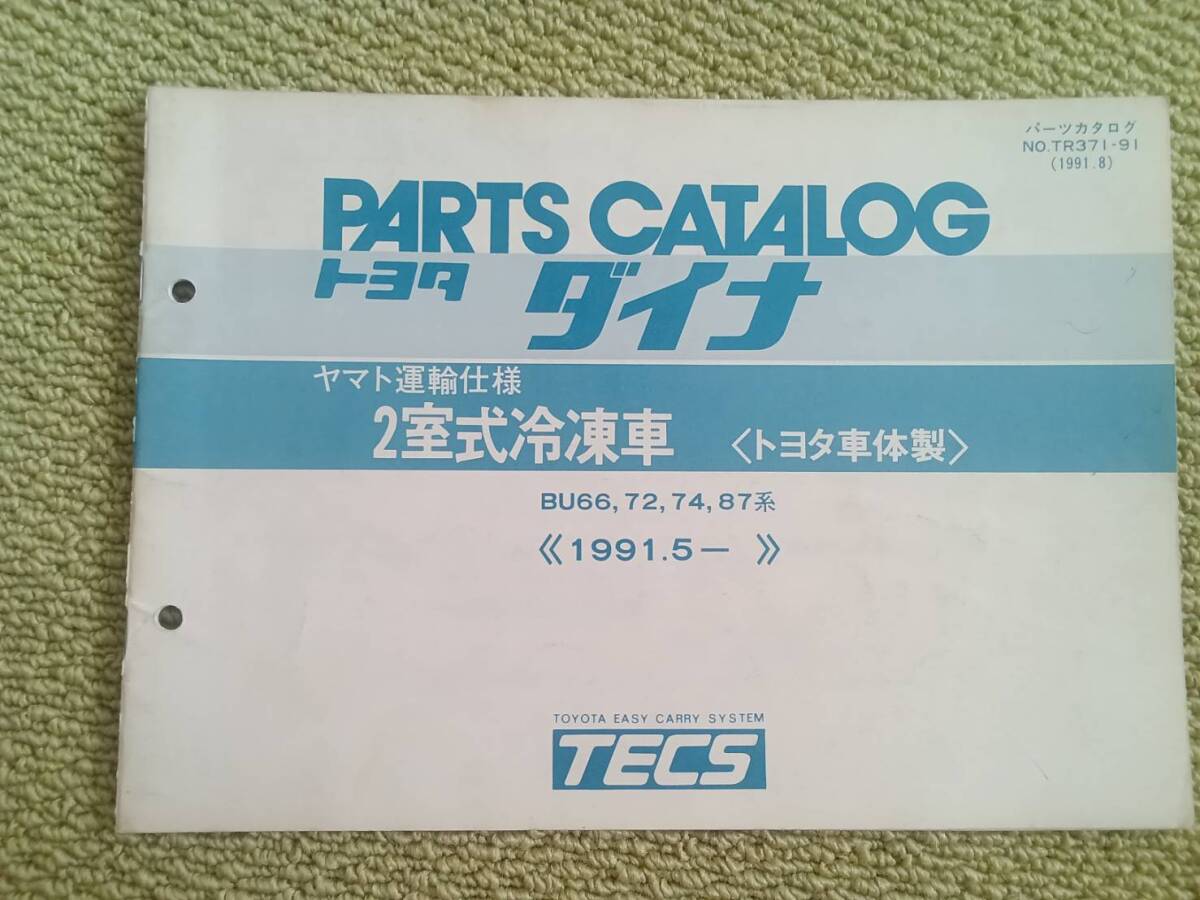 パーツカタログ
NO.TR371-91
(1991.8)
PARTS CATALOG
トヨタ ダイナ
ヤマト運輸仕様
2室式冷凍車 〈トヨタ車体製〉
BU66, 72, 74, 87系
《1991.5ー 》
TOYOTA EASY CARRY SYSTEM
TECS